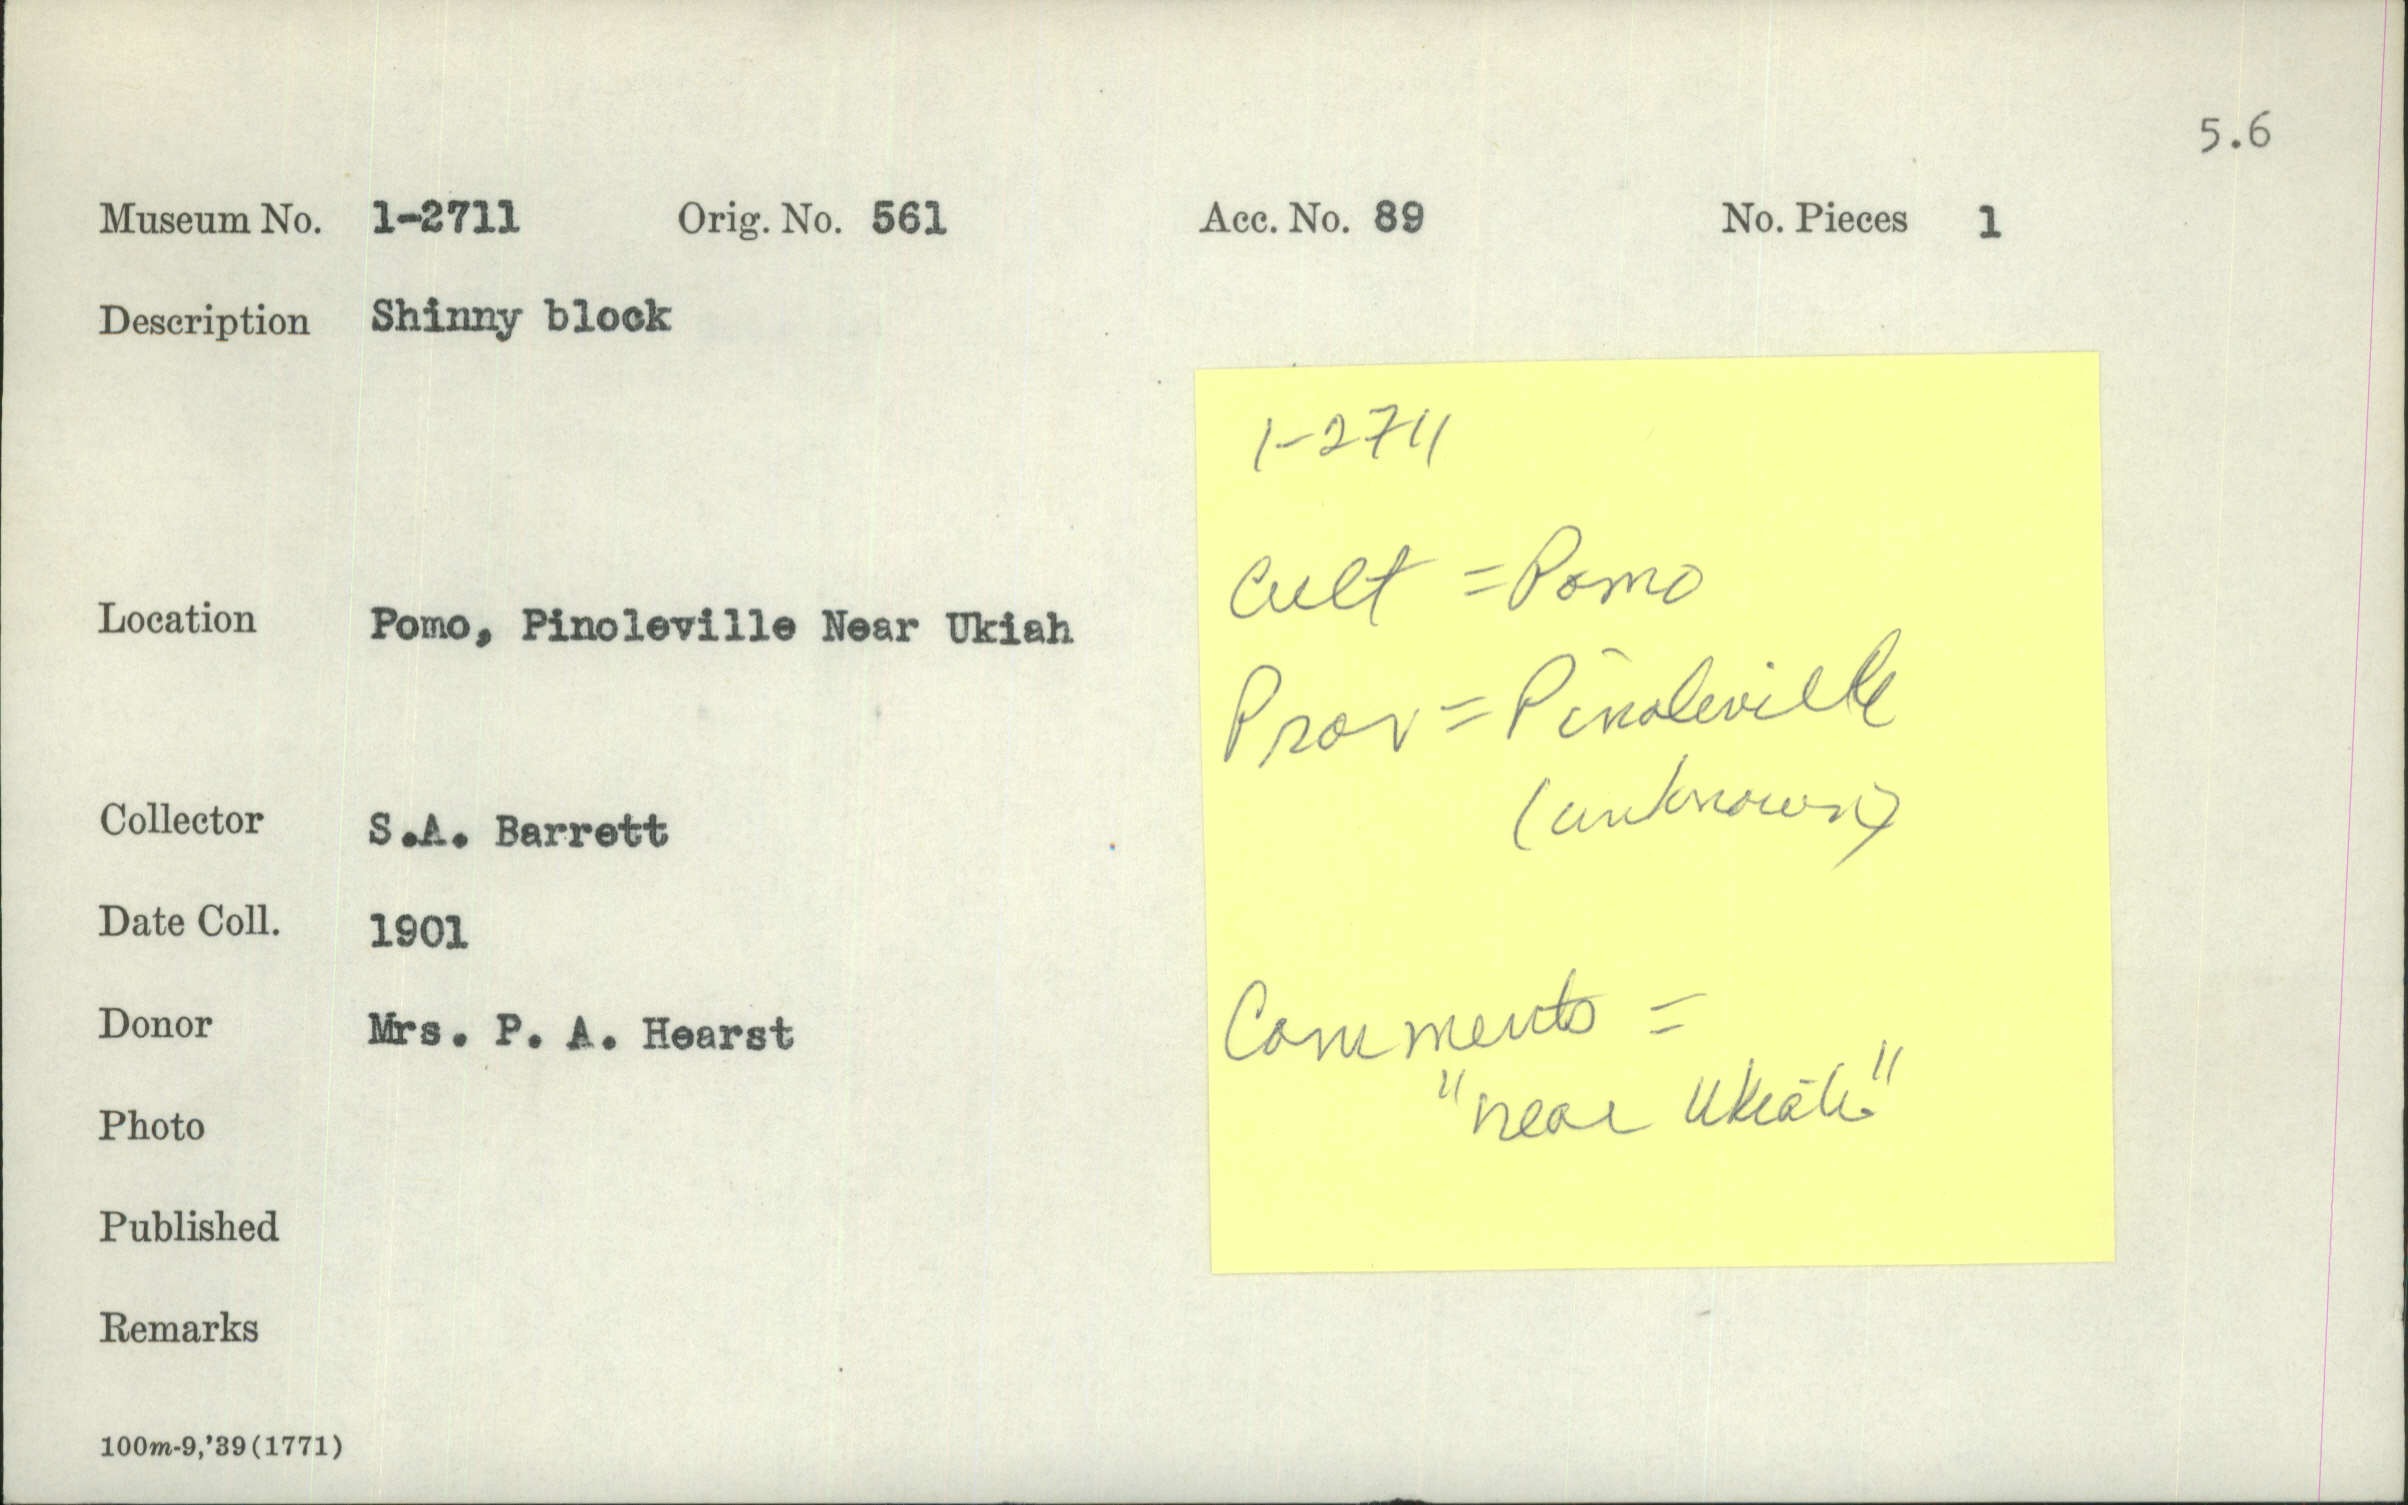 5.6
Museum No. 1-2711 Orig. No. 561 Acc. No. 89 No. Pieces 1
Description Shinny block
1-2711
Cult = Pomo
Location Pomo, Pinoleville Near Ukiah
Prov = Pinoleville
(unknown)
Collector S.A. Barrett
Date Coll. 1901
Donor Mrs. P. A. Hearst
Comments =
"near Ukiah."
Photo
Published
Remarks
100m-9,'39(1771)